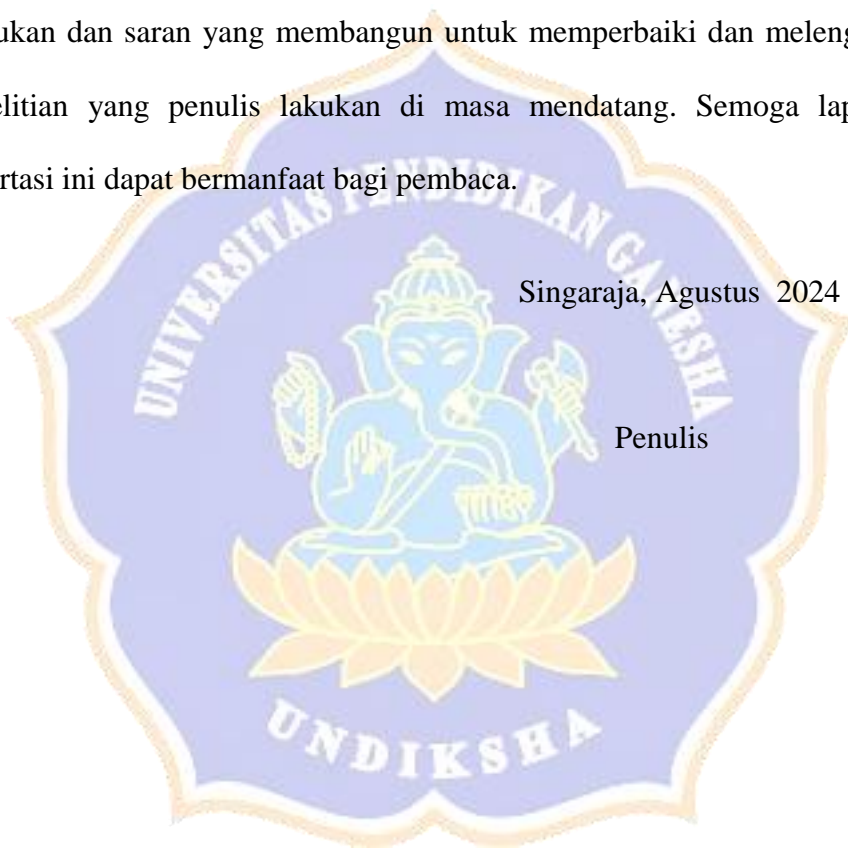 ukan dan saran yang membangun untuk memperbaiki dan meleng
elitian yang penulis lakukan di masa mendatang. Semoga lap
rtasi ini dapat bermanfaat bagi pembaca.
UNIVERSITAS PENDIDIKAN GANESHA
Singaraja, Agustus 2024
Penulis
UNDIKSHA